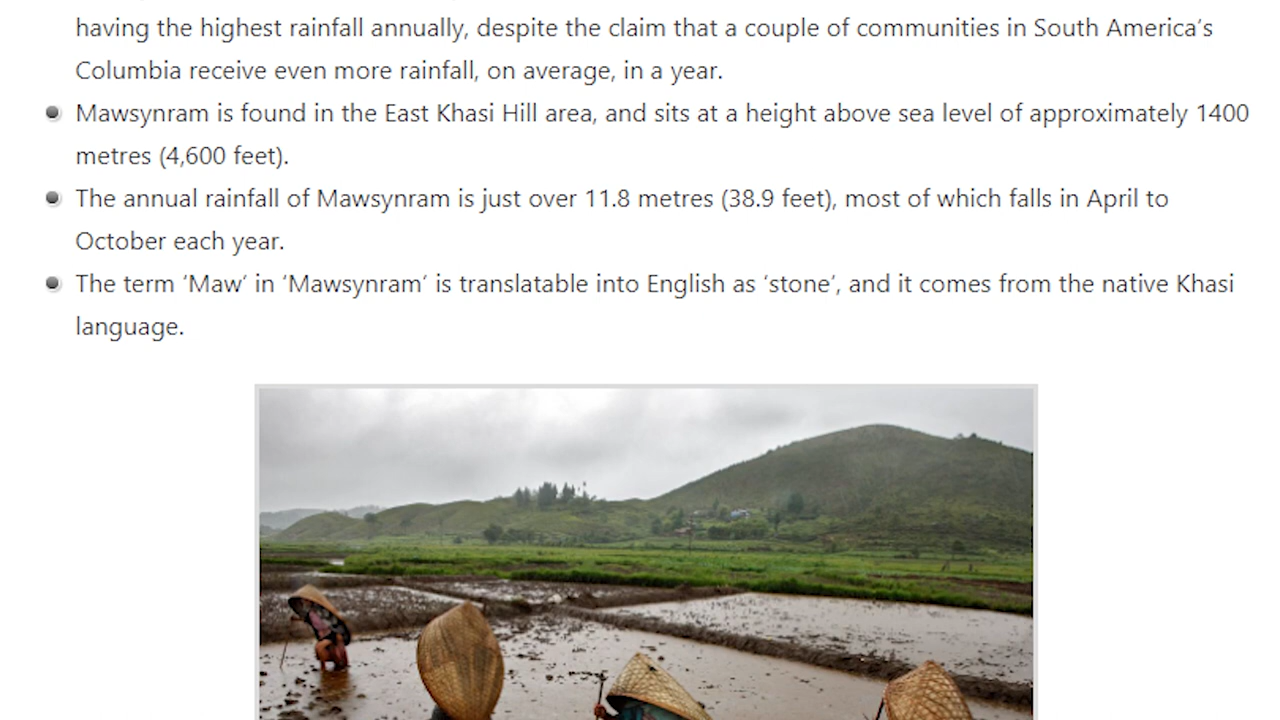 having the highest rainfall annually, despite the claim that a couple of communities in South America’s
Columbia receive even more rainfall, on average, in a year.
Mawsynram is found in the East Khasi Hill area, and sits at a height above sea level of approximately 1400
metres (4,600 feet).
The annual rainfall of Mawsynram is just over 11.8 metres (38.9 feet), most of which falls in April to
October each year.
The term ‘Maw’ in ‘Mawsynram’ is translatable into English as ‘stone’, and it comes from the native Khasi
language.